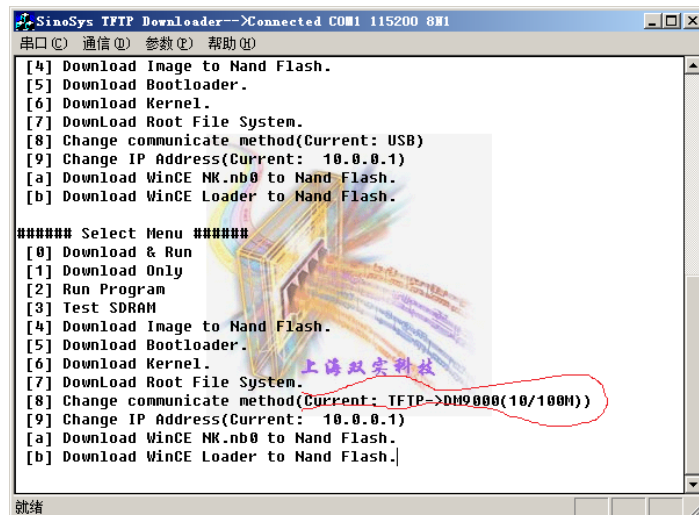 SinoSys TFTP Downloader-->Connected COM1 115200 8N1
串口(C) 通信(D) 参数(P) 帮助(H)
[4] Download Image to Nand Flash.
[5] Download Bootloader.
[6] Download Kernel.
[7] DownLoad Root File System.
[8] Change communicate method(Current: USB)
[9] Change IP Address(Current:  10.0.0.1)
[a] Download WinCE NK.nb0 to Nand Flash.
[b] Download WinCE Loader to Nand Flash.
###### Select Menu ######
[0] Download & Run
[1] Download Only
[2] Run Program
[3] Test SDRAM
[4] Download Image to Nand Flash.
[5] Download Bootloader.
[6] Download Kernel.
上海双实科技
[7] DownLoad Root File System.
[8] Change communicate method(Current: TFTP->DM9000(10/100M))
[9] Change IP Address(Current:  10.0.0.1)
[a] Download WinCE NK.nb0 to Nand Flash.
[b] Download WinCE Loader to Nand Flash.
就绪